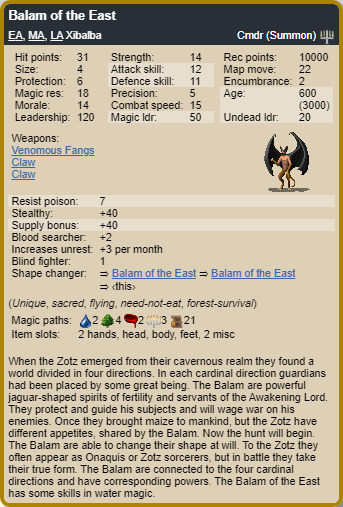 Balam of the East
EA, MA, LA Xibalba Cmdr (Summon)
Hit points: 31 Strength: 14 Rec points: 10000
Size: 4 Attack skill: 12 Map move: 22
Protection: 6 Defence skill: 11 Encumbrance: 2
Magic res: 18 Precision: 5 Age: 600
Morale: 14 Combat speed: 15 (3000)
Leadership: 120 Magic ldr: 50 Undead ldr: 20
Weapons:
Venomous Fangs
Claw
Claw
Resist poison: 7
Stealthy: +40
Supply bonus: +40
Blood searcher: +2
Increases unrest: +3 per month
Blind fighter: 1
Shape changer: ⇒ Balam of the East ⇒ Balam of the East
⇒ ‹this›
(Unique, sacred, flying, need-not-eat, forest-survival)
Magic paths: 2 4 2 3 21
Item slots: 2 hands, head, body, feet, 2 misc
When the Zotz emerged from their cavernous realm they found a
world divided in four directions. In each cardinal direction guardians
had been placed by some great being. The Balam are powerful
jaguar-shaped spirits of fertility and servants of the Awakening Lord.
They protect and guide his subjects and will wage war on his
enemies. Once they brought maize to mankind, but the Zotz have
different appetites, shared by the Balam. Now the hunt will begin.
The Balam are able to change their shape at will. To the Zotz they
often appear as Onaquis or Zotz sorcerers, but in battle they take
their true form. The Balam are connected to the four cardinal
directions and have corresponding powers. The Balam of the East
has some skills in water magic.